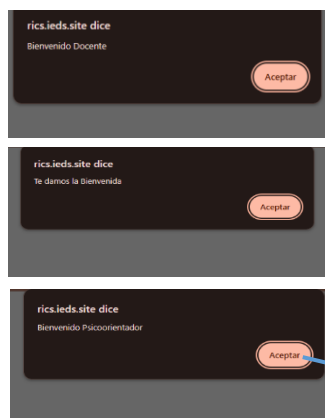 rics.ieds.site dice
Bienvenido Docente
Aceptar
rics.ieds.site dice
Te damos la Bienvenida
Aceptar
rics.ieds.site dice
Bienvenido Psicoorientador
Aceptar